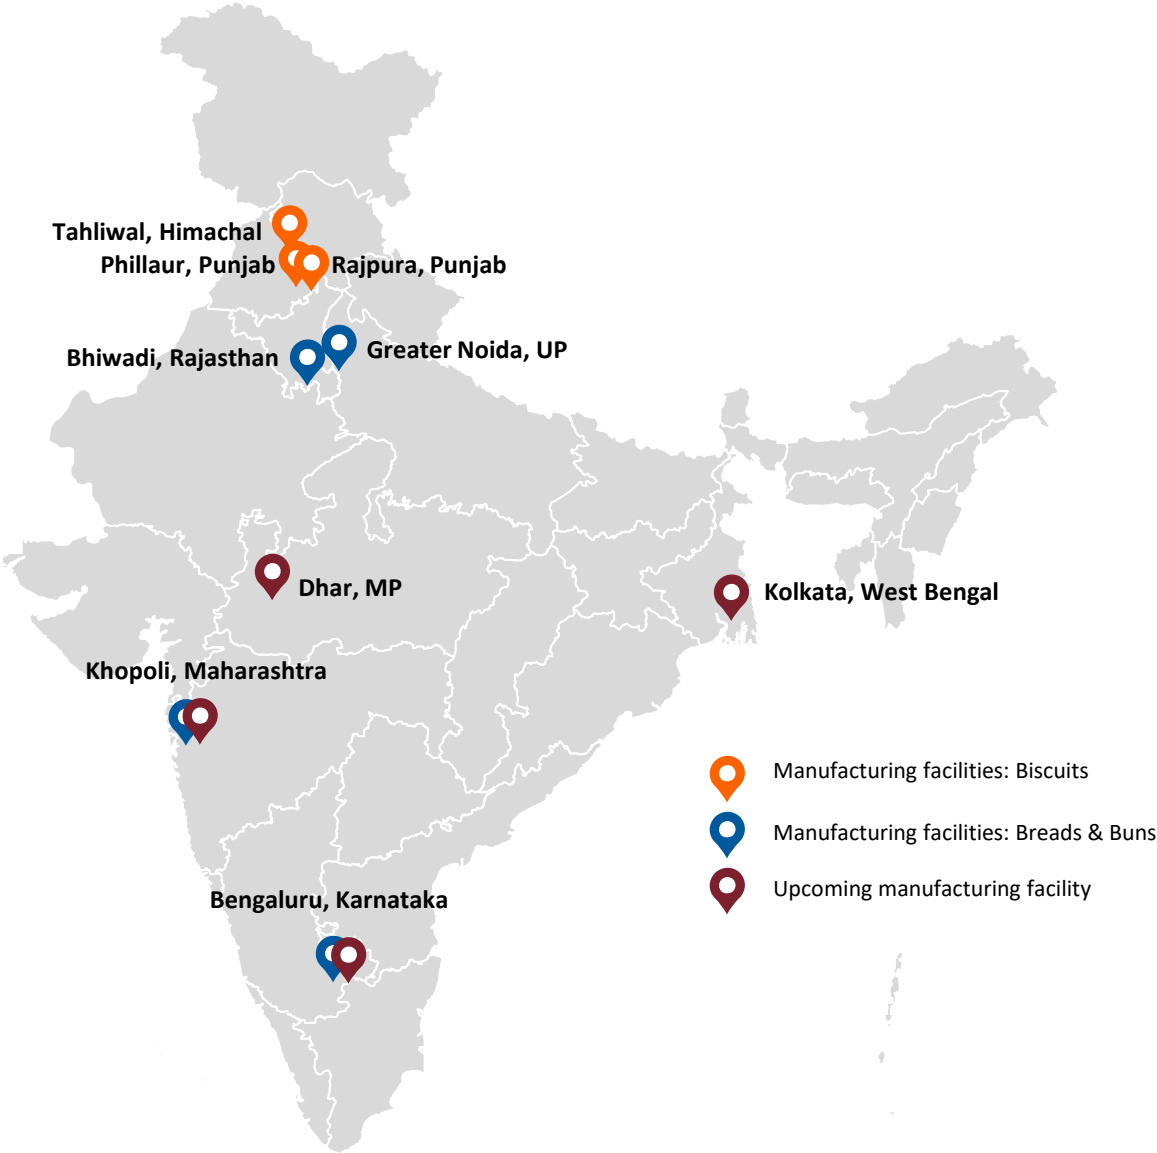 Tahliwal, Himachal
Phillaur, Punjab
Rajpura, Punjab
Bhiwadi, Rajasthan
Greater Noida, UP
Dhar, MP
Kolkata, West Bengal
Khopoli, Maharashtra
Manufacturing facilities: Biscuits
Manufacturing facilities: Breads & Buns
Upcoming manufacturing facility
Bengaluru, Karnataka